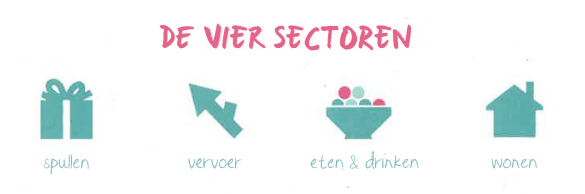 DE VIER SECTOREN
spullen vervoer eten & drinken wonen